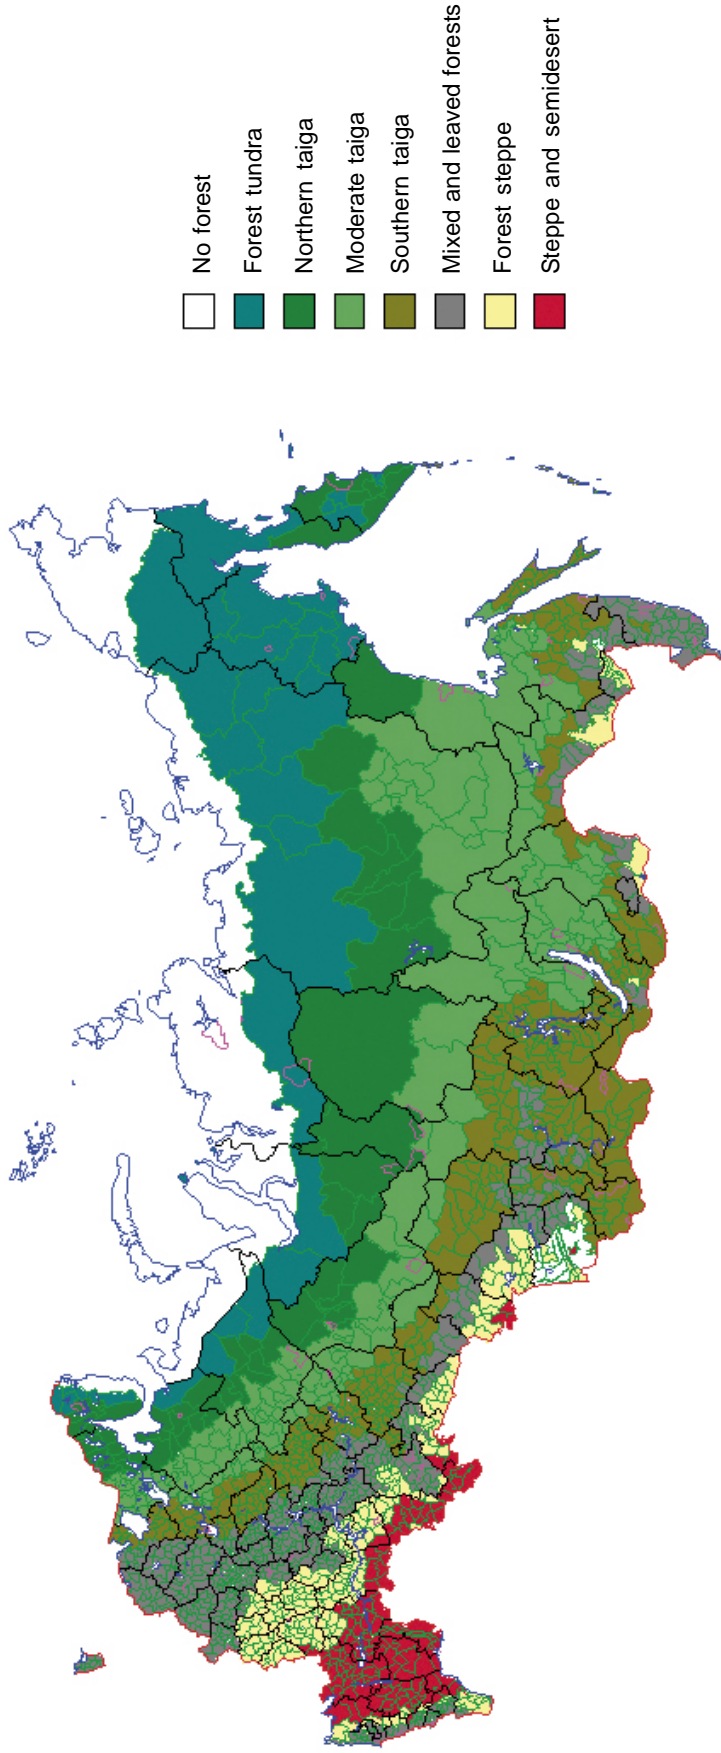 No forest
Forest tundra
Northern taiga
Moderate taiga
Southern taiga
Mixed and leaved forests
Forest steppe
Steppe and semidesert